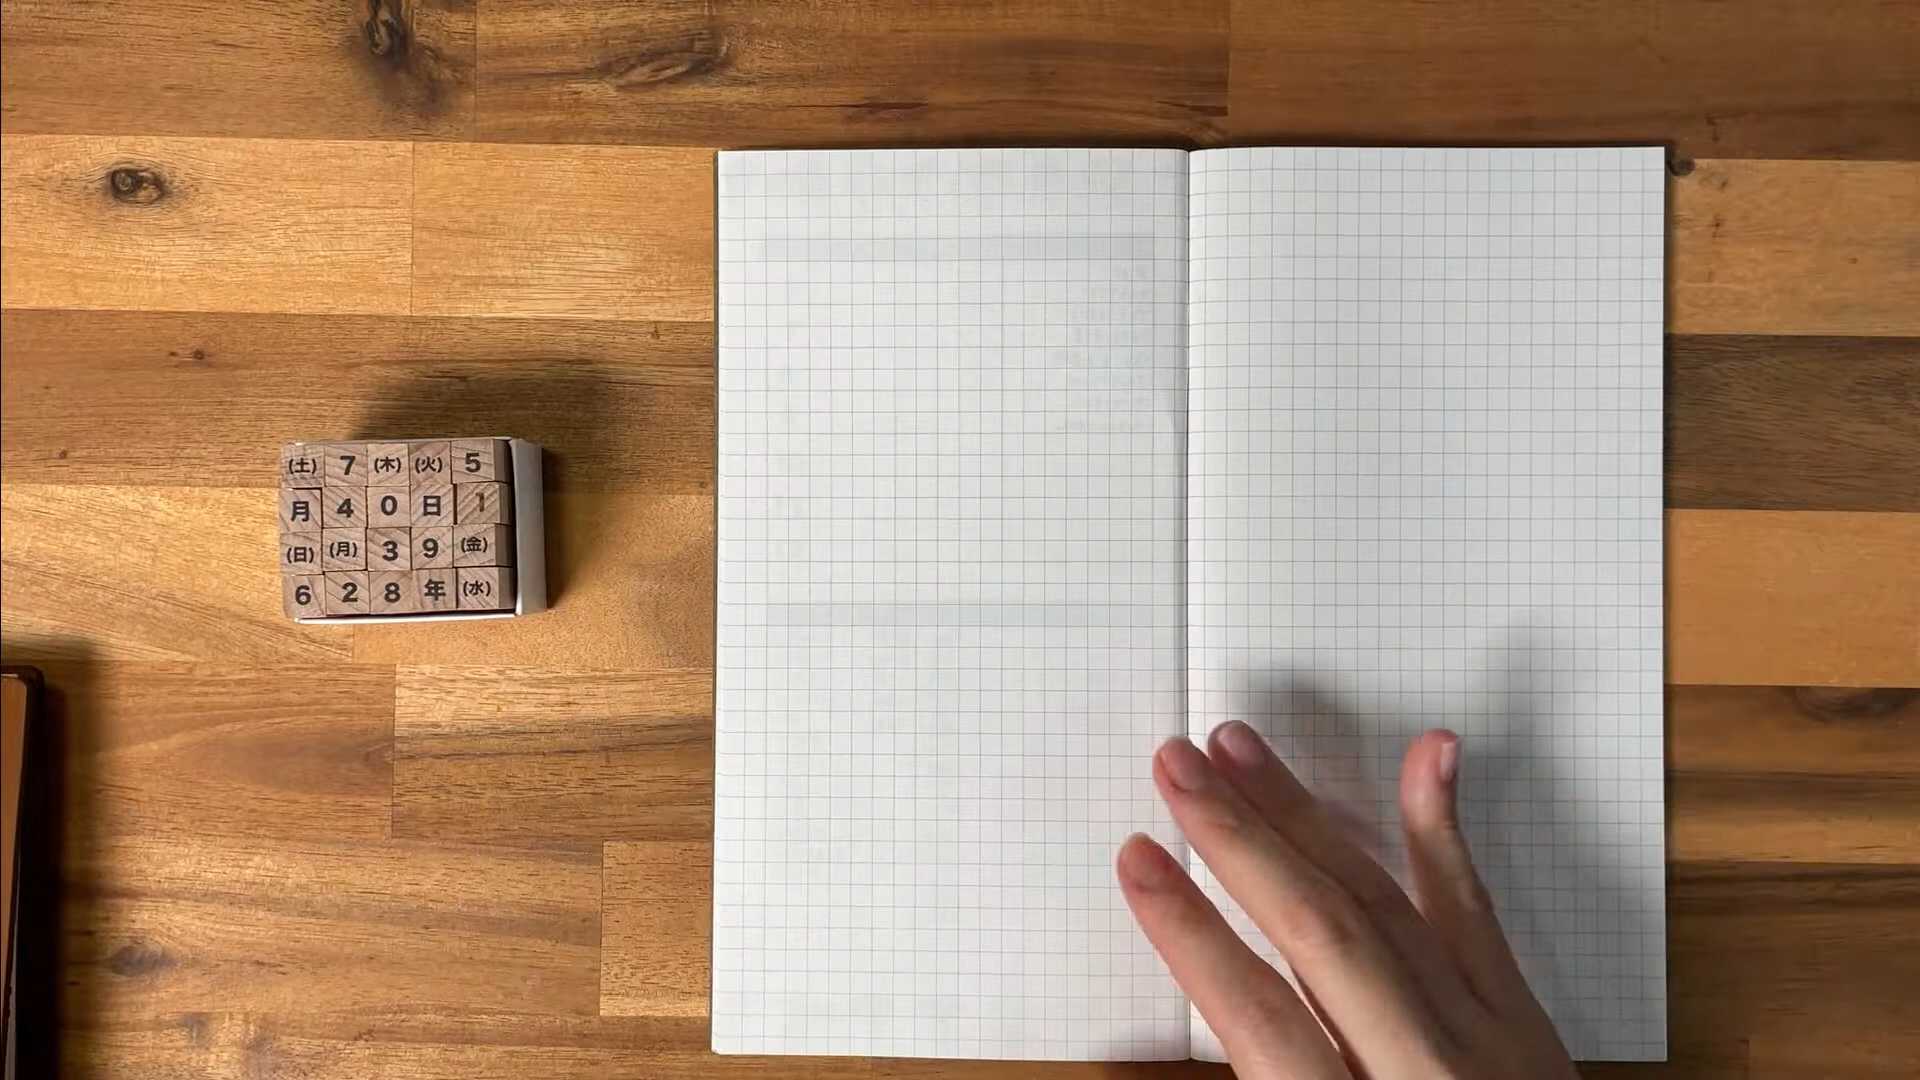 (土) 7 (木) (火) 5
月 4 0 日 1
(日) (月) 3 9 (金)
6 2 8 年 (水)